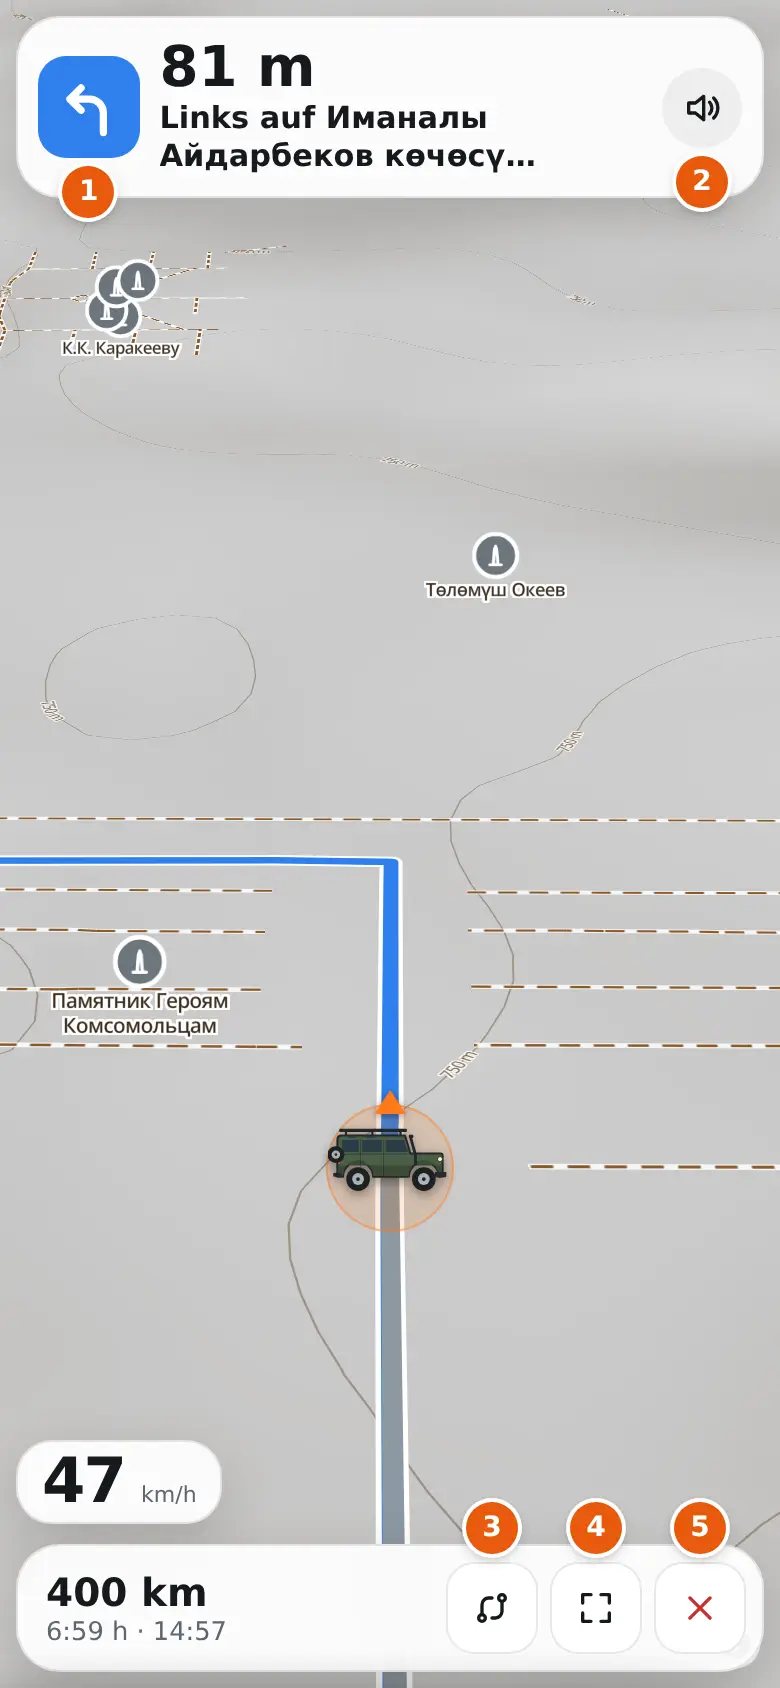 81 m
Links auf Иманалы
Айдарбеков көчөсү...
1
2
К.К. Каракееву
Төлөмүш Океев
750 m
750 m
Памятник Героям
Комсомольцам
750 m
47 km/h
3
4
5
400 km
6:59 h · 14:57